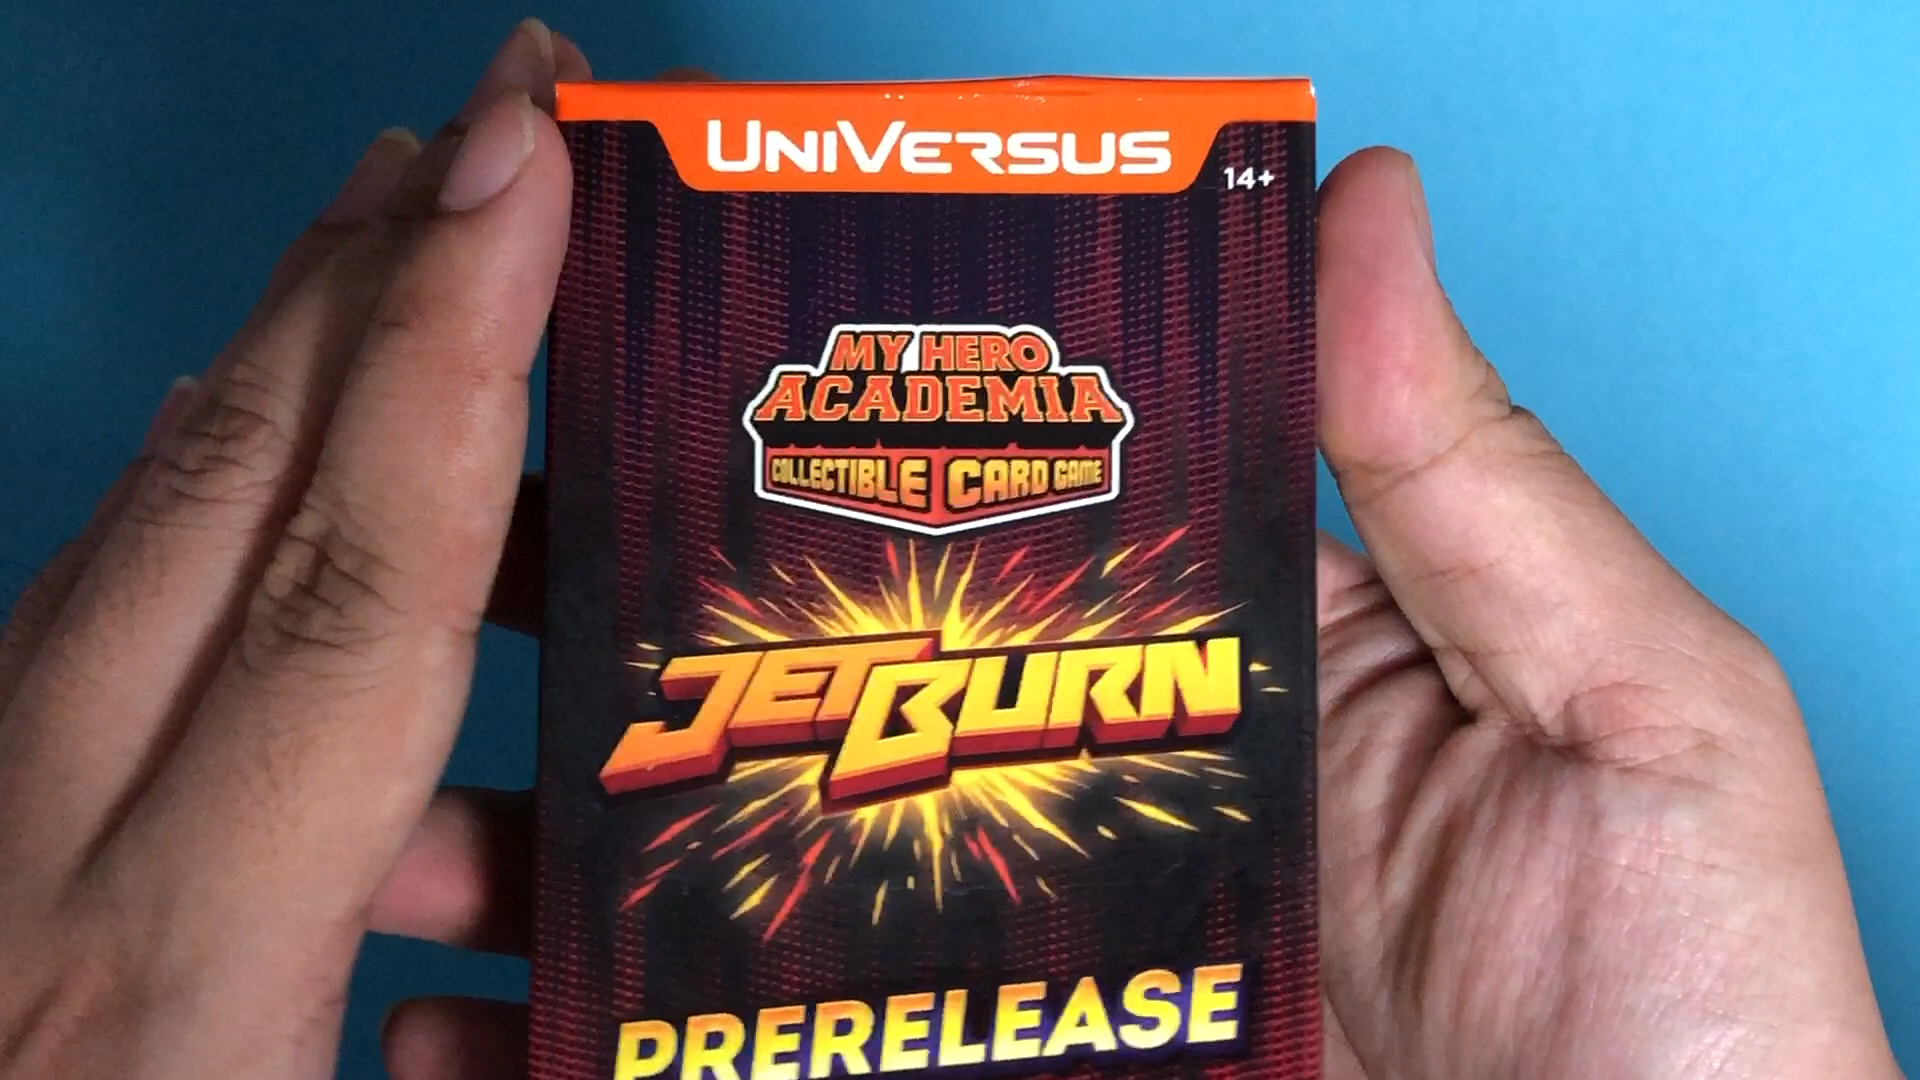 UNIVERSUS
14+
MY HERO
ACADEMIA
COLLECTIBLE CARD GAME
JETBURN
PRERELEASE